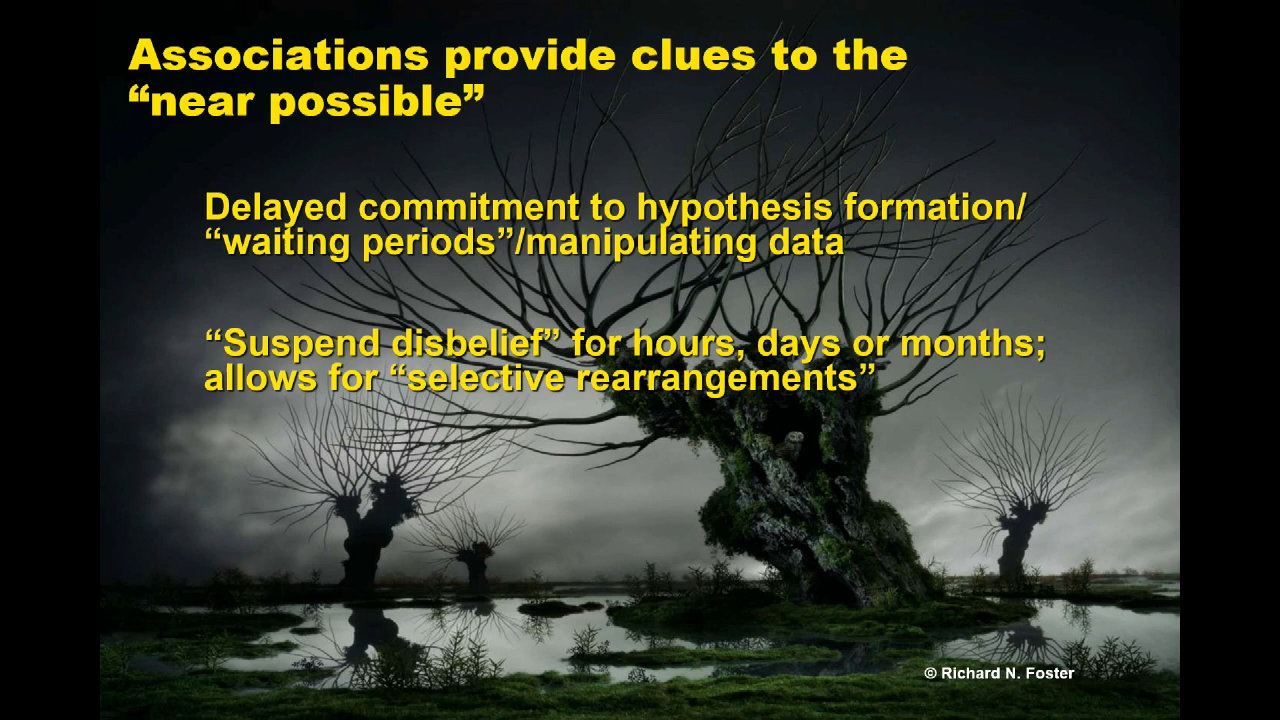 Associations provide clues to the
“near possible”
Delayed commitment to hypothesis formation/
“waiting periods”/manipulating data
“Suspend disbelief” for hours, days or months;
allows for “selective rearrangements”
© Richard N. Foster